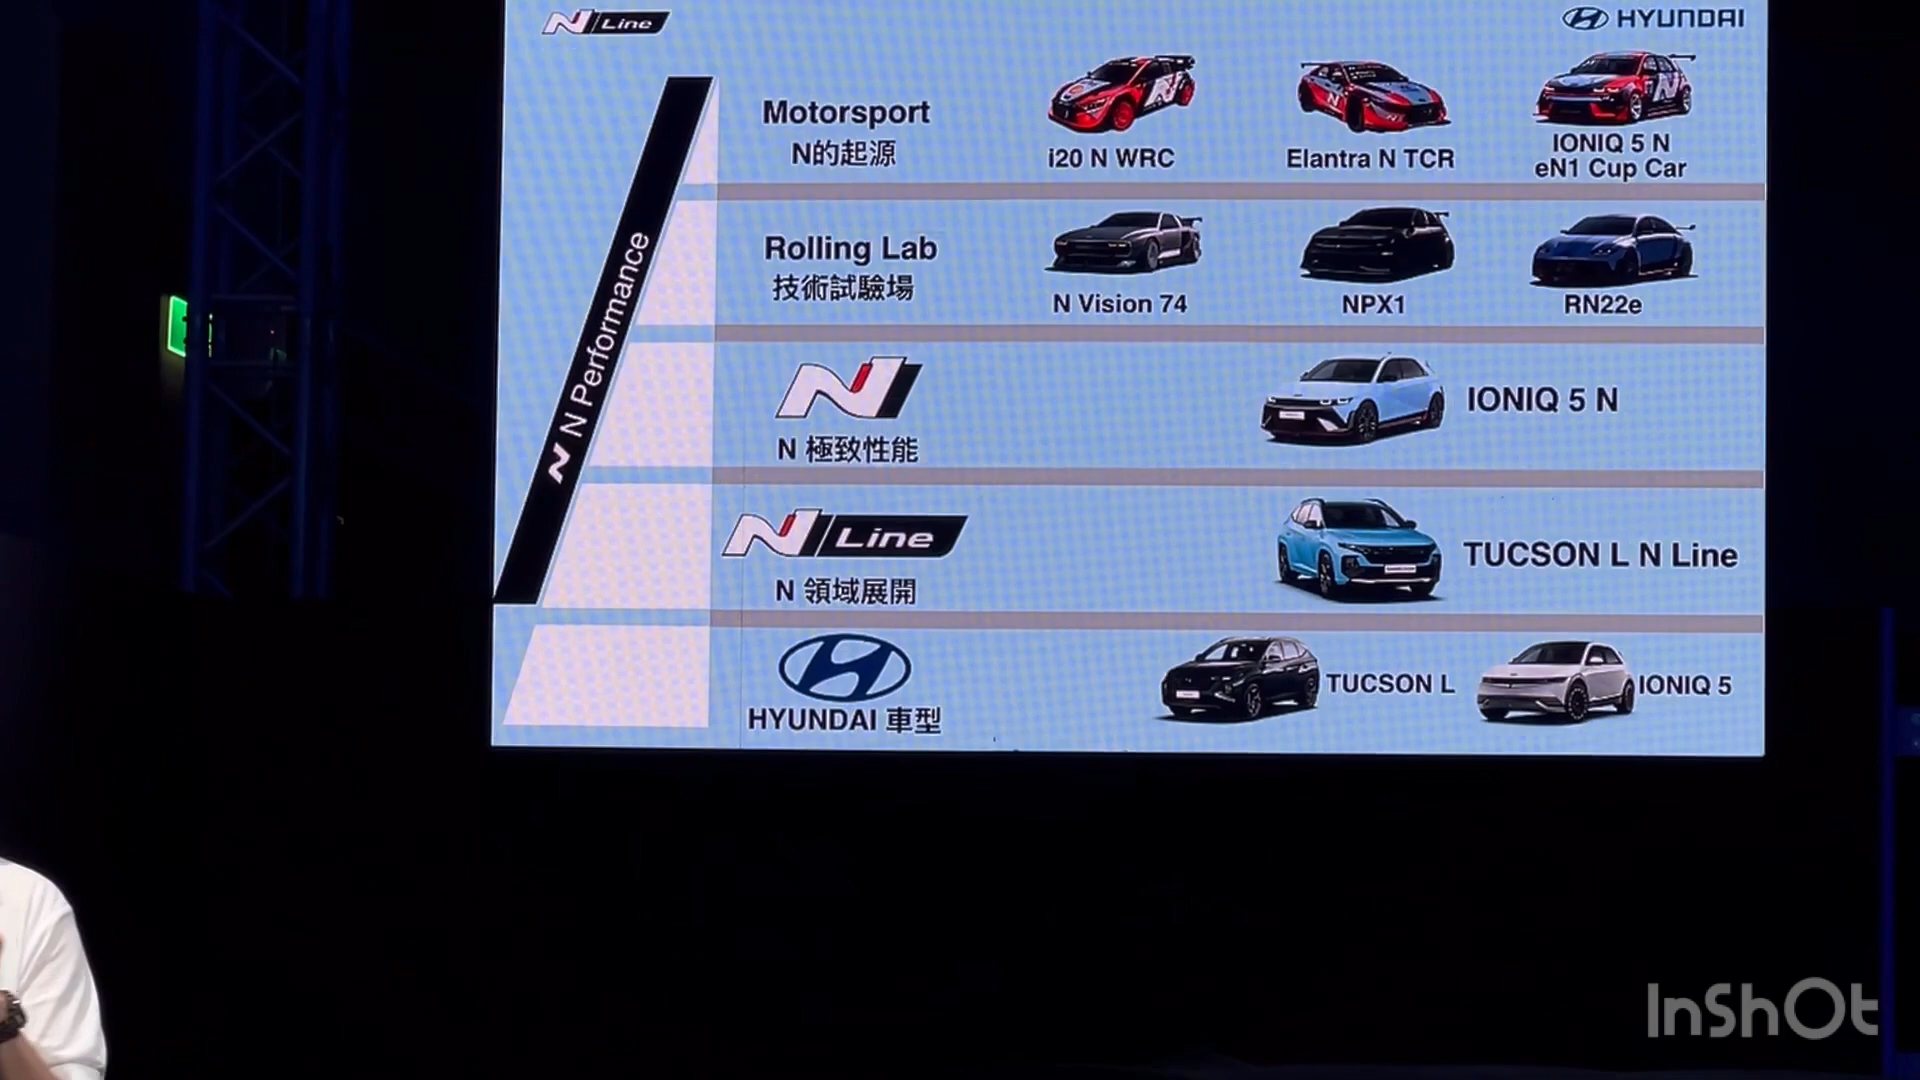 N Line
HYUNDAI
N Performance
Motorsport
N的起源
i20 N WRC
Elantra N TCR
IONIQ 5 N
eN1 Cup Car
Rolling Lab
技術試驗場
N Vision 74
NPX1
RN22e
N
N 極致性能
IONIQ 5 N
N Line
N 領域展開
TUCSON L N Line
HYUNDAI 車型
TUCSON L
IONIQ 5
InShOt